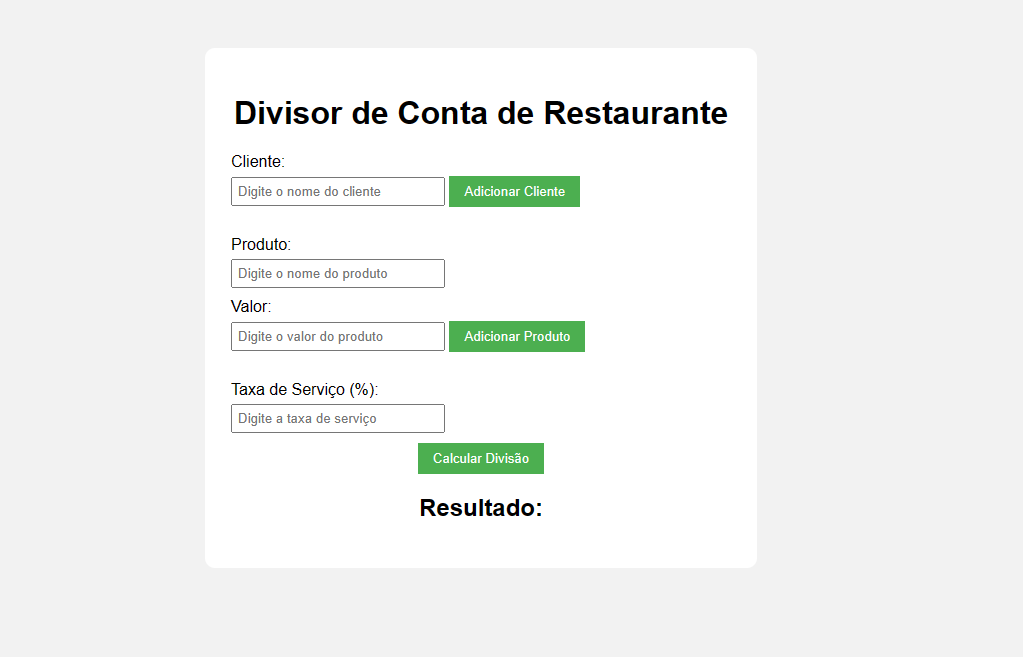 Divisor de Conta de Restaurante
Cliente:
Digite o nome do cliente Adicionar Cliente
Produto:
Digite o nome do produto
Valor:
Digite o valor do produto Adicionar Produto
Taxa de Serviço (%):
Digite a taxa de serviço
Calcular Divisão
Resultado: